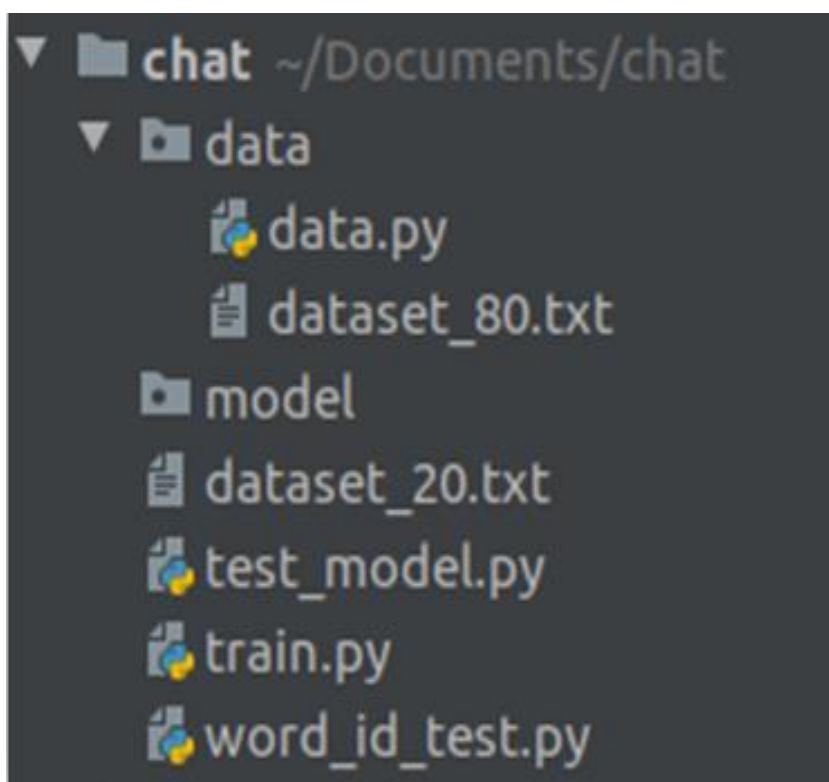 chat ~/Documents/chat
data
data.py
dataset_80.txt
model
dataset_20.txt
test_model.py
train.py
word_id_test.py